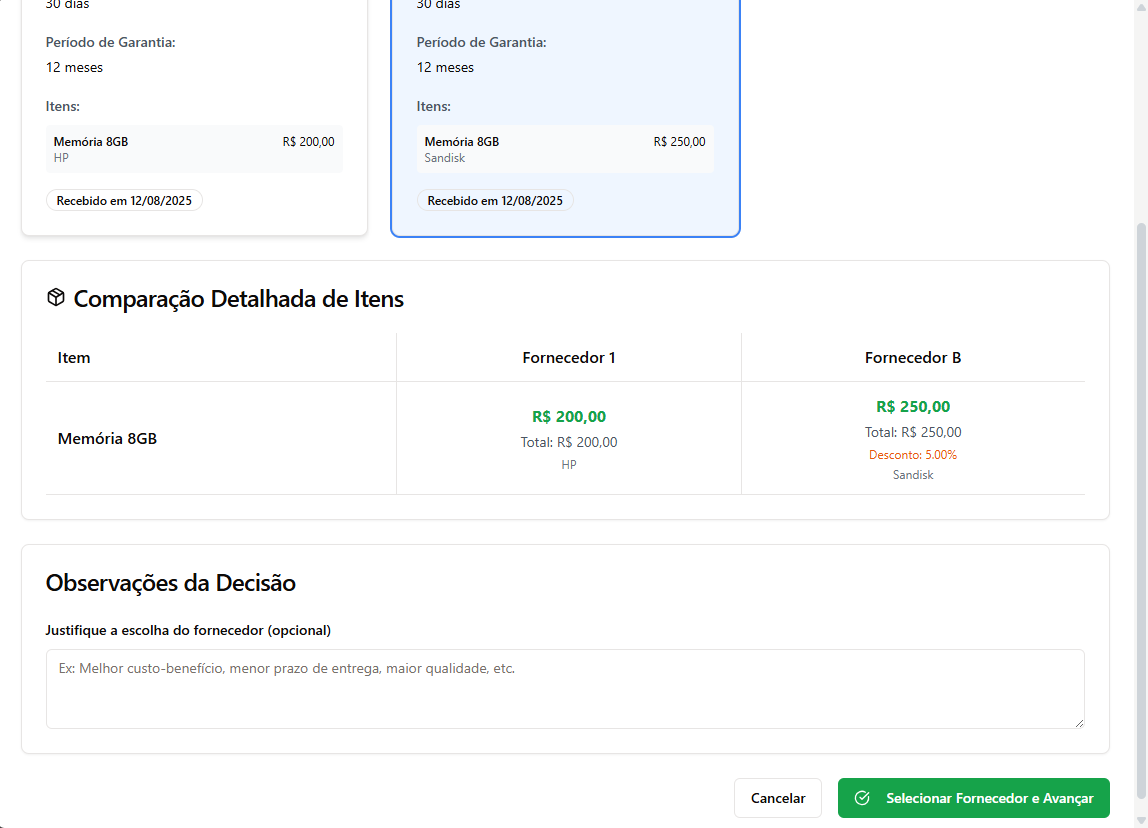 30 dias
Período de Garantia:
12 meses
Itens:
Memória 8GB R$ 200,00
HP
Recebido em 12/08/2025
30 dias
Período de Garantia:
12 meses
Itens:
Memória 8GB R$ 250,00
Sandisk
Recebido em 12/08/2025
Comparação Detalhada de Itens
Item Fornecedor 1 Fornecedor B
Memória 8GB
R$ 200,00
Total: R$ 200,00
HP
R$ 250,00
Total: R$ 250,00
Desconto: 5.00%
Sandisk
Observações da Decisão
Justifique a escolha do fornecedor (opcional)
Ex: Melhor custo-benefício, menor prazo de entrega, maior qualidade, etc.
Cancelar Selecionar Fornecedor e Avançar